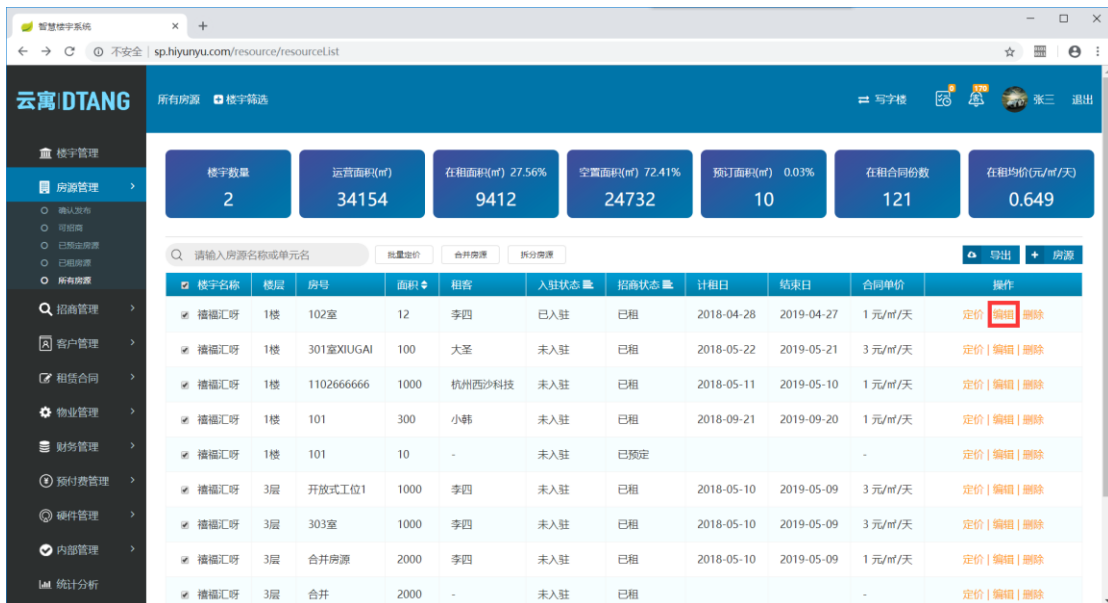 智慧楼宇系统
不安全 | sp.hiyunyu.com/resource/resourceList
云寓 DTANG
所有房源 楼宇筛选
写字楼 0 170 张三 退出
楼宇管理
房源管理
确认发布
可招商
已预定房源
已租房源
所有房源
招商管理
客户管理
租赁合同
物业管理
财务管理
预付费管理
硬件管理
内部管理
统计分析
楼宇数量 运营面积(㎡) 在租面积(㎡) 27.56% 空置面积(㎡) 72.41% 预订面积(㎡) 0.03% 在租合同份数 在租均价(元/㎡/天)
2 34154 9412 24732 10 121 0.649
请输入房源名称或单元名 批量定价 合并房源 拆分房源 导出 + 房源
楼宇名称 楼层 房号 面积 租客 入驻状态 招商状态 计租日 结束日 合同单价 操作
禧福汇呀 1楼 102室 12 李四 已入驻 已租 2018-04-28 2019-04-27 1 元/㎡/天 定价 | 编辑 | 删除
禧福汇呀 1楼 301室XIUGAI 100 大圣 未入驻 已租 2018-05-22 2019-05-21 3 元/㎡/天 定价 | 编辑 | 删除
禧福汇呀 1楼 1102666666 1000 杭州西沙科技 未入驻 已租 2018-05-11 2019-05-10 1 元/㎡/天 定价 | 编辑 | 删除
禧福汇呀 1楼 101 300 小韩 未入驻 已租 2018-09-21 2019-09-20 1 元/㎡/天 定价 | 编辑 | 删除
禧福汇呀 1楼 101 10 - 未入驻 已预定 - 定价 | 编辑 | 删除
禧福汇呀 3层 开放式工位1 1000 李四 未入驻 已租 2018-05-10 2019-05-09 3 元/㎡/天 定价 | 编辑 | 删除
禧福汇呀 3层 303室 1000 李四 未入驻 已租 2018-05-10 2019-05-09 3 元/㎡/天 定价 | 编辑 | 删除
禧福汇呀 3层 合并房源 2000 李四 未入驻 已租 2018-05-10 2019-05-09 1 元/㎡/天 定价 | 编辑 | 删除
禧福汇呀 3层 合并 2000 - 未入驻 已租 - 定价 | 编辑 | 删除